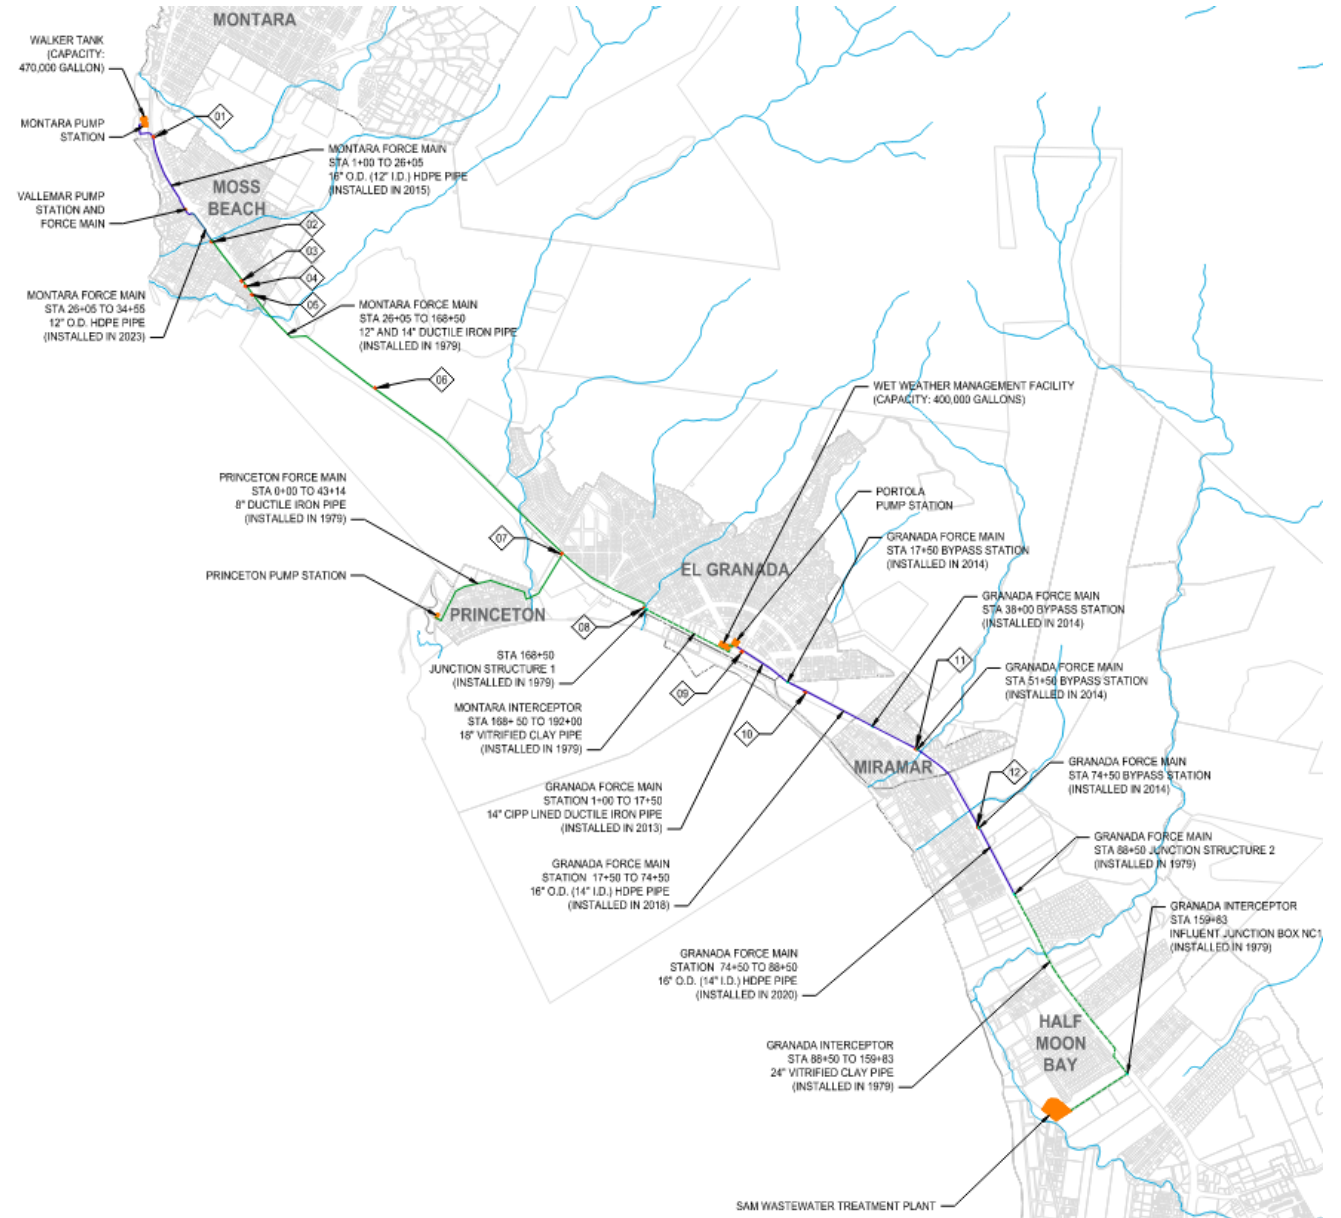 MONTARA
WALKER TANK
(CAPACITY:
470,000 GALLON)
01
MONTARA PUMP
STATION
MONTARA FORCE MAIN
STA 1+00 TO 26+05
16" O.D. (12" I.D.) HDPE PIPE
(INSTALLED IN 2015)
MOSS
BEACH
VALLEMAR PUMP
STATION AND
FORCE MAIN
02
03
04
05
MONTARA FORCE MAIN
STA 26+05 TO 34+55
12" O.D. HDPE PIPE
(INSTALLED IN 2023)
MONTARA FORCE MAIN
STA 26+05 TO 168+50
12" AND 14" DUCTILE IRON PIPE
(INSTALLED IN 1979)
06
WET WEATHER MANAGEMENT FACILITY
(CAPACITY: 400,000 GALLONS)
PRINCETON FORCE MAIN
STA 0+00 TO 43+14
8" DUCTILE IRON PIPE
(INSTALLED IN 1979)
PORTOLA
PUMP STATION
07
GRANADA FORCE MAIN
STA 17+50 BYPASS STATION
(INSTALLED IN 2014)
PRINCETON PUMP STATION
EL GRANADA
PRINCETON
GRANADA FORCE MAIN
STA 38+00 BYPASS STATION
(INSTALLED IN 2014)
08
STA 168+50
JUNCTION STRUCTURE 1
(INSTALLED IN 1979)
11
GRANADA FORCE MAIN
STA 51+50 BYPASS STATION
(INSTALLED IN 2014)
09
MONTARA INTERCEPTOR
STA 168+ 50 TO 192+00
18" VITRIFIED CLAY PIPE
(INSTALLED IN 1979)
10
MIRAMAR
12
GRANADA FORCE MAIN
STA 74+50 BYPASS STATION
(INSTALLED IN 2014)
GRANADA FORCE MAIN
STATION 1+00 TO 17+50
14" CIPP LINED DUCTILE IRON PIPE
(INSTALLED IN 2013)
GRANADA FORCE MAIN
STA 88+50 JUNCTION STRUCTURE 2
(INSTALLED IN 1979)
GRANADA FORCE MAIN
STATION 17+50 TO 74+50
16" O.D. (14" I.D.) HDPE PIPE
(INSTALLED IN 2018)
GRANADA INTERCEPTOR
STA 159+83
INFLUENT JUNCTION BOX NC1
(INSTALLED IN 1979)
GRANADA FORCE MAIN
STATION 74+50 TO 88+50
16" O.D. (14" I.D.) HDPE PIPE
(INSTALLED IN 2020)
HALF
MOON
BAY
GRANADA INTERCEPTOR
STA 88+50 TO 159+83
24" VITRIFIED CLAY PIPE
(INSTALLED IN 1979)
SAM WASTEWATER TREATMENT PLANT